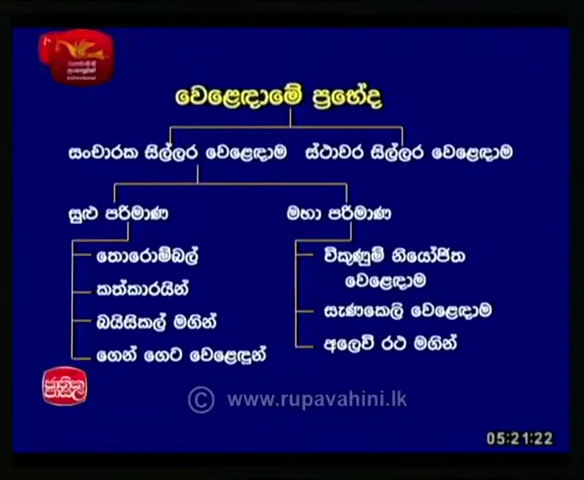 වෙළෙඳාමේ ප්‍රභේද
සංචාරක සිල්ලර වෙළෙඳාම ස්ථාවර සිල්ලර වෙළෙඳාම
සුළු පරිමාණ
මහා පරිමාණ
තොරොම්බල්
කත්කාරයින්
බයිසිකල් මගින්
ගෙන් ගෙට වෙළෙඳුන්
විකුණුම් නියෝජිත
වෙළෙඳාම
සැණකෙළි වෙළෙඳාම
අලෙවි රථ මගින්
ජාතික
පාසල
© www.rupavahini.lk
05:21:22